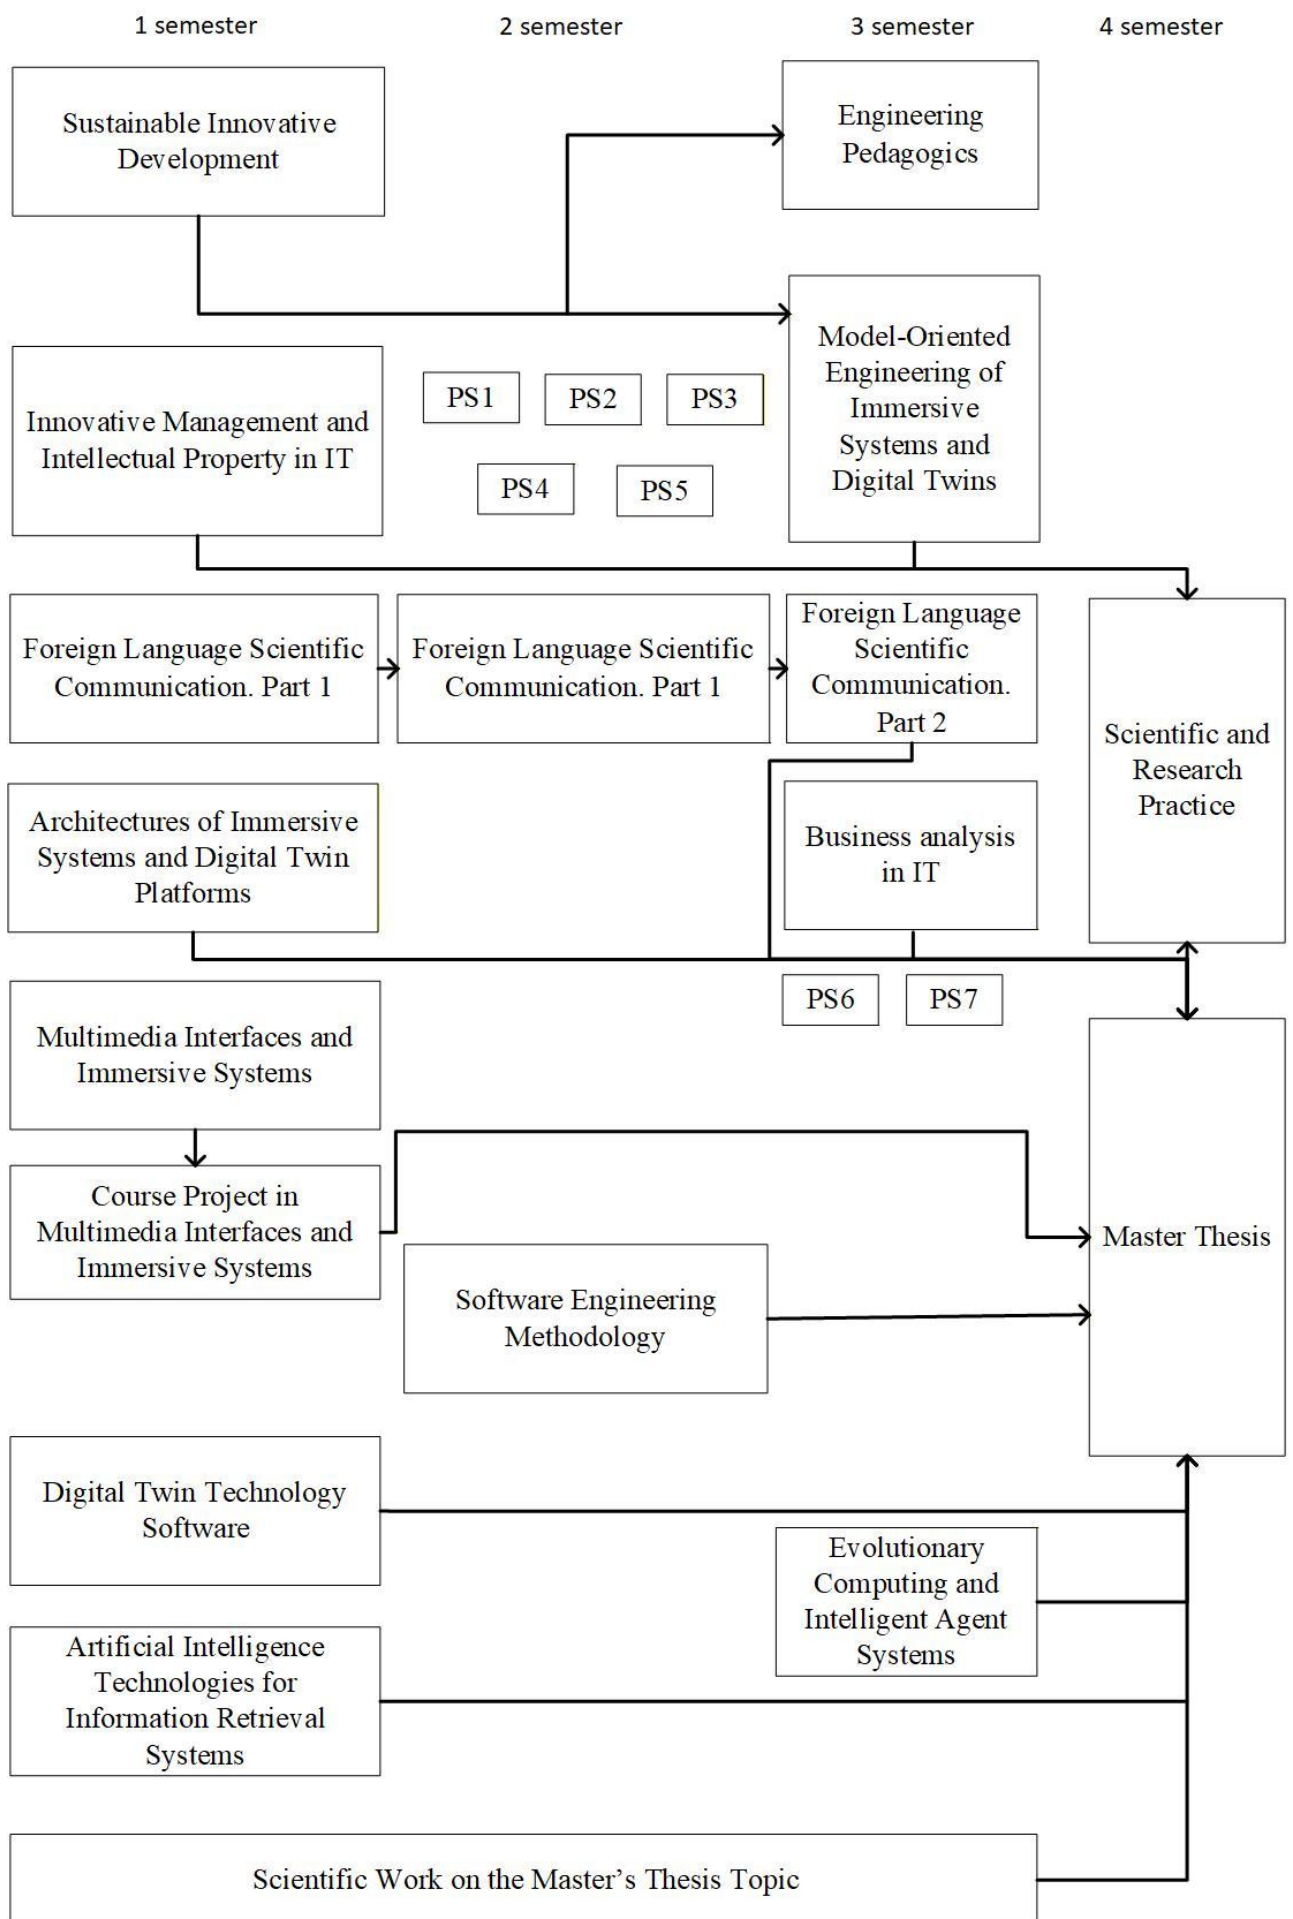 1 semester
2 semester
3 semester
4 semester
Sustainable Innovative
Development
Engineering
Pedagogics
Innovative Management and
Intellectual Property in IT
PS1
PS2
PS3
PS4
PS5
Model-Oriented
Engineering of
Immersive
Systems and
Digital Twins
Foreign Language Scientific
Communication. Part 1
Foreign Language Scientific
Communication. Part 1
Foreign Language
Scientific
Communication.
Part 2
Scientific and
Research
Practice
Architectures of Immersive
Systems and Digital Twin
Platforms
Business analysis
in IT
PS6
PS7
Multimedia Interfaces and
Immersive Systems
Course Project in
Multimedia Interfaces and
Immersive Systems
Master Thesis
Software Engineering
Methodology
Digital Twin Technology
Software
Evolutionary
Computing and
Intelligent Agent
Systems
Artificial Intelligence
Technologies for
Information Retrieval
Systems
Scientific Work on the Master’s Thesis Topic